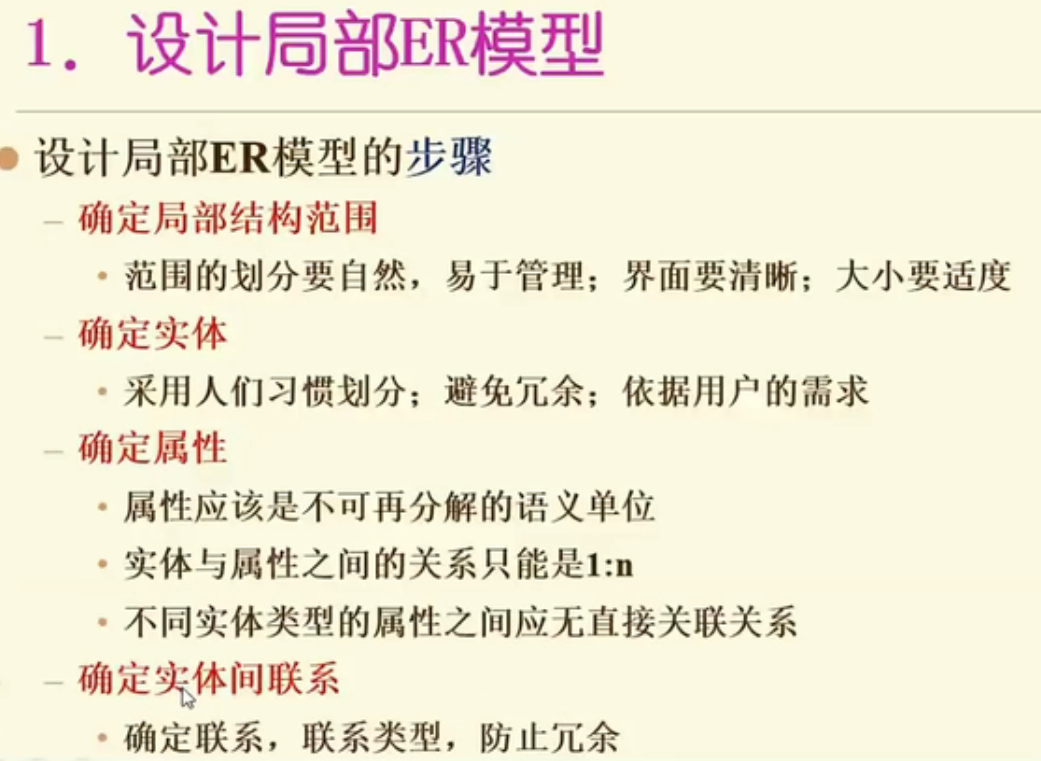 1. 设计局部ER模型
设计局部ER模型的步骤
– 确定局部结构范围
• 范围的划分要自然，易于管理；界面要清晰；大小要适度
– 确定实体
• 采用人们习惯划分；避免冗余；依据用户的需求
– 确定属性
• 属性应该是不可再分解的语义单位
• 实体与属性之间的关系只能是1:n
• 不同实体类型的属性之间应无直接关联关系
– 确定实体间联系
• 确定联系，联系类型，防止冗余